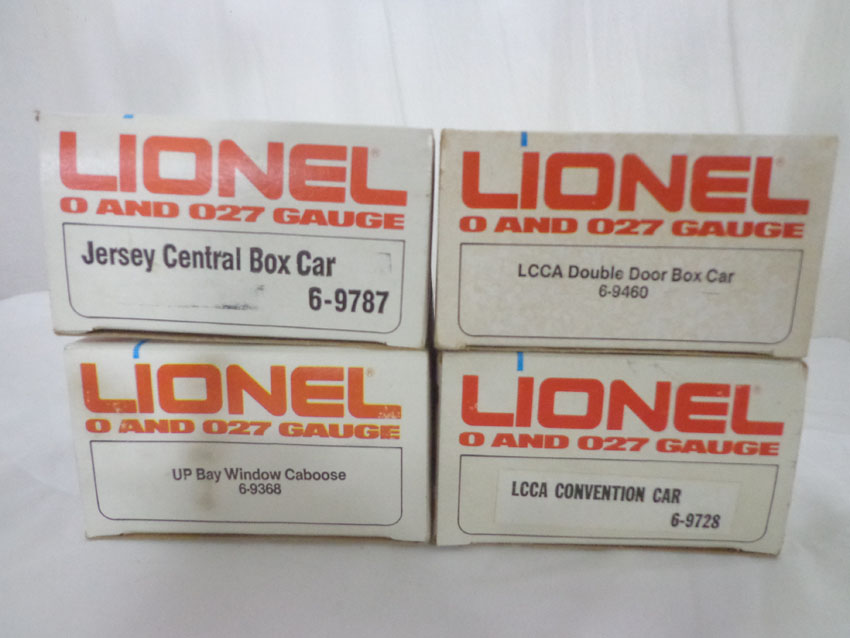 LIONEL®
O AND O27 GAUGE
Jersey Central Box Car
6-9787
LIONEL®
O AND O27 GAUGE
LCCA Double Door Box Car
6-9460
LIONEL®
O AND O27 GAUGE
UP Bay Window Caboose
6-9368
LIONEL®
O AND O27 GAUGE
LCCA CONVENTION CAR
6-9728